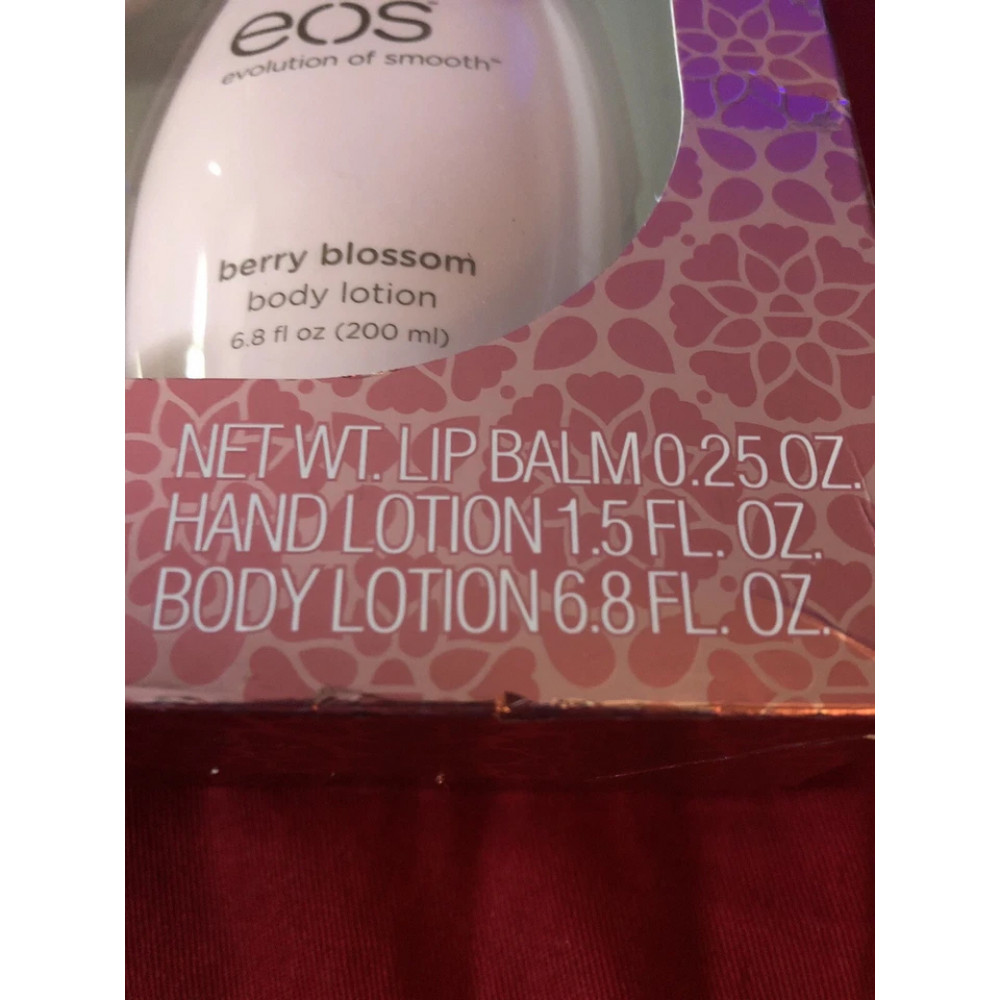 eos
evolution of smooth™
berry blossom
body lotion
6.8 fl oz (200 ml)
NET WT. LIP BALM 0.25 OZ.
HAND LOTION 1.5 FL. OZ.
BODY LOTION 6.8 FL. OZ.